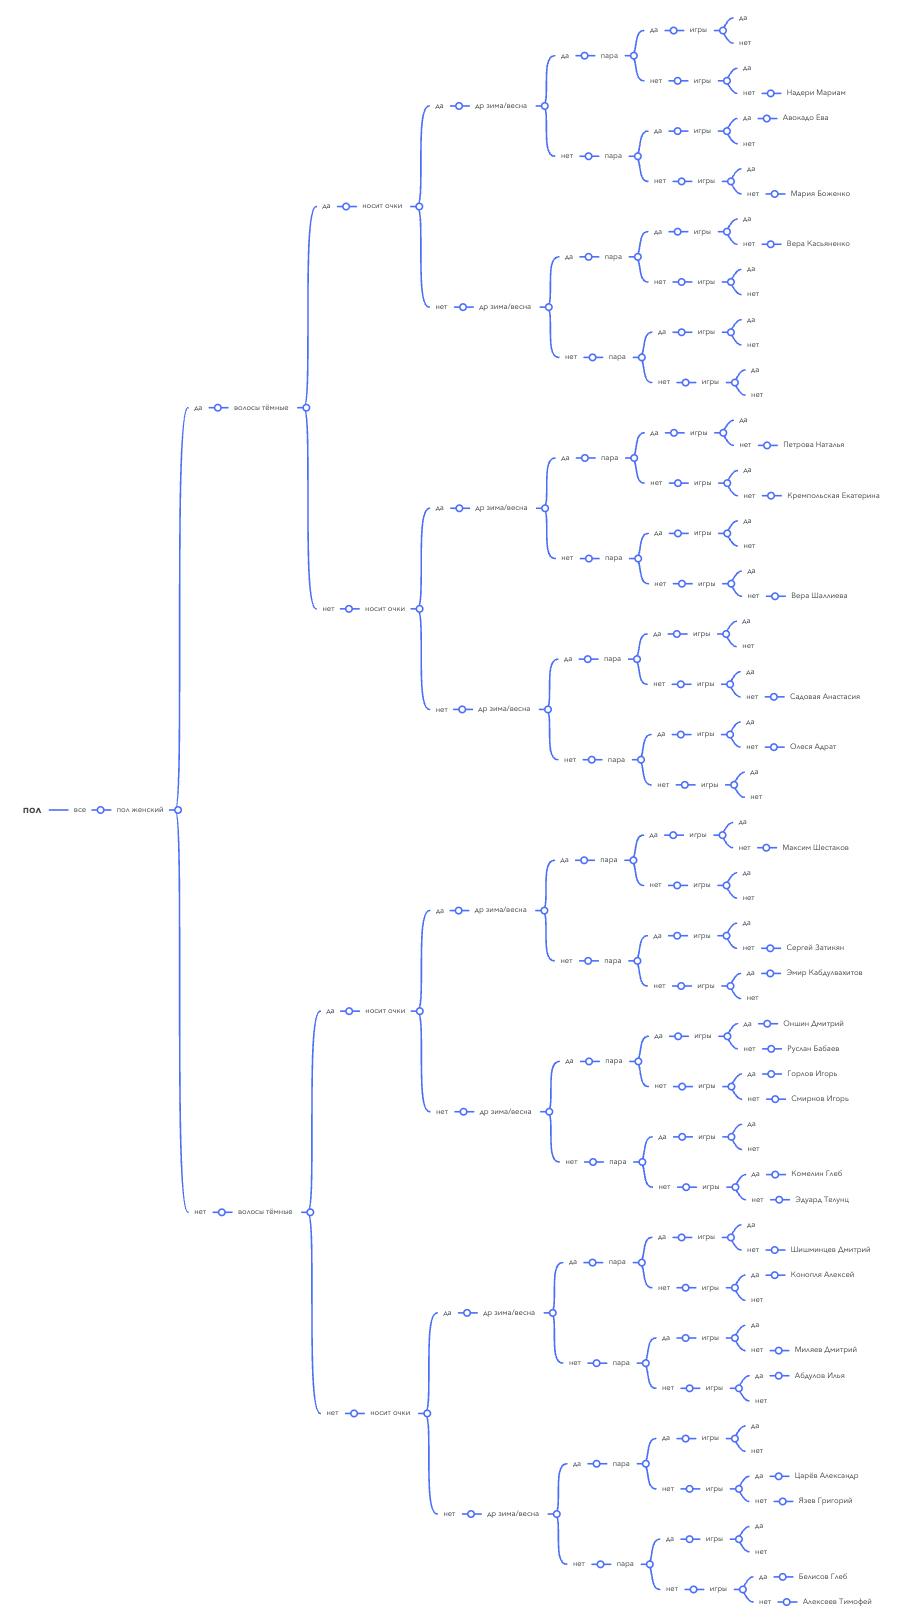 да
да игры
нет
да пара
да
нет игры
нет Надери Мариам
да др зима/весна
да Авокадо Ева
да игры
нет
нет пара
да
нет игры
нет Мария Боженко
да носит очки
да
да игры
нет Вера Касьяненко
да пара
да
нет игры
нет
нет др зима/весна
да
да игры
нет
нет пара
да
нет игры
нет
да волосы тёмные
да
да игры
нет Петрова Наталья
да пара
да
нет игры
нет Кремпольская Екатерина
да др зима/весна
да
да игры
нет
нет пара
да
нет игры
нет Вера Шаллиева
нет носит очки
да
да игры
нет
да пара
да
нет игры
нет Садовая Анастасия
нет др зима/весна
да
да игры
нет Олеся Адрат
нет пара
да
нет игры
нет
ПОЛ все пол женский
да
да игры
нет Максим Шестаков
да пара
да
нет игры
нет
да др зима/весна
да
да игры
нет Сергей Затикян
нет пара
да Эмир Кабдулвахитов
нет игры
нет
да носит очки
да Оншин Дмитрий
да игры
нет Руслан Бабаев
да пара
да Горлов Игорь
нет игры
нет Смирнов Игорь
нет др зима/весна
да
да игры
нет
нет пара
да Комелин Глеб
нет игры
нет Эдуард Телунц
нет волосы тёмные
да
да игры
нет Шишминцев Дмитрий
да пара
да Конопля Алексей
нет игры
нет
да др зима/весна
да
да игры
нет Миляев Дмитрий
нет пара
да Абдулов Илья
нет игры
нет
нет носит очки
да
да игры
нет
да пара
да Царёв Александр
нет игры
нет Язев Григорий
нет др зима/весна
да
да игры
нет
нет пара
да Белисов Глеб
нет игры
нет Алексеев Тимофей